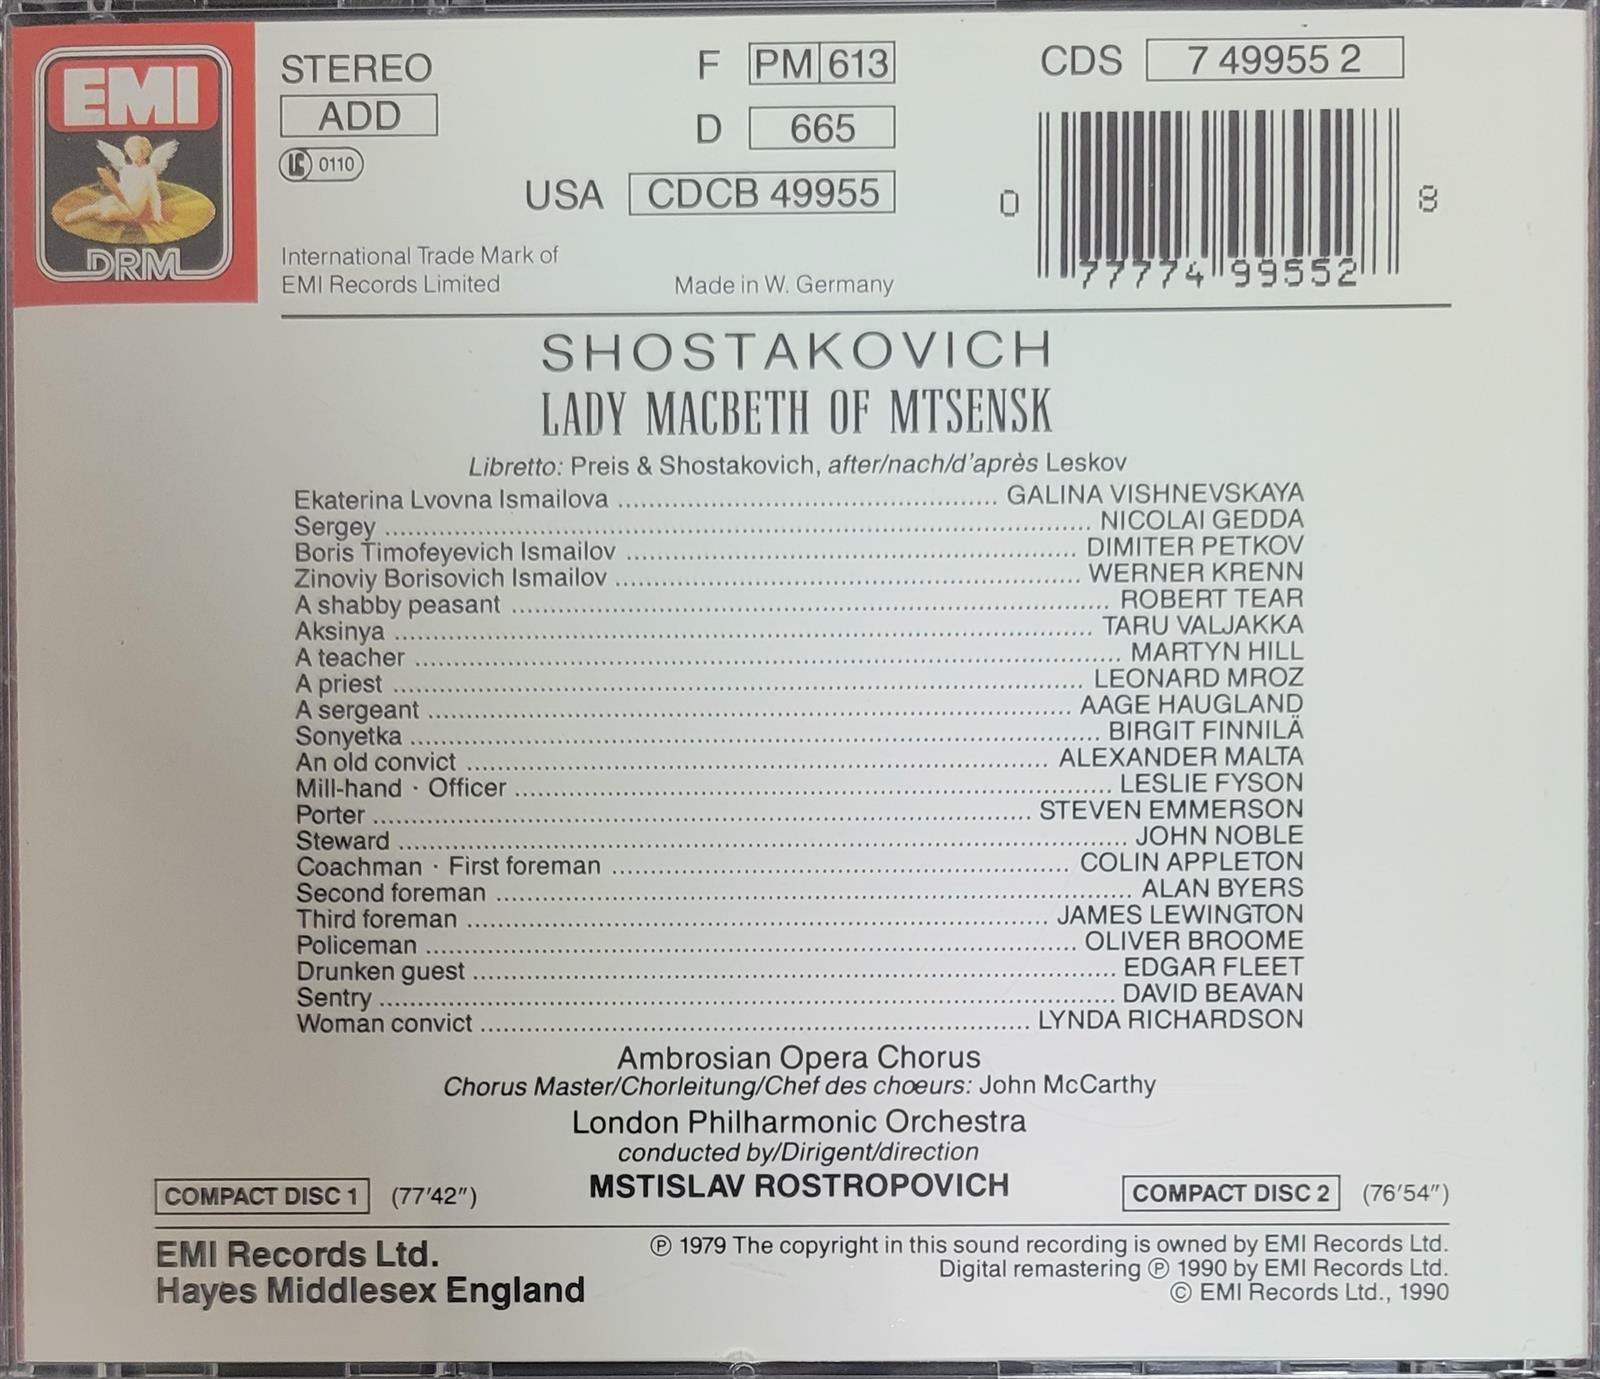 EMI
DRM
STEREO
ADD
LC 0110
F PM 613
D 665
USA CDCB 49955
CDS 7 49955 2
0 77774 99552 8
International Trade Mark of
EMI Records Limited
Made in W. Germany
SHOSTAKOVICH
LADY MACBETH OF MTSENSK
Libretto: Preis & Shostakovich, after/nach/d'après Leskov
Ekaterina Lvovna Ismailova ........ GALINA VISHNEVSKAYA
Sergey ........ NICOLAI GEDDA
Boris Timofeyevich Ismailov ........ DIMITER PETKOV
Zinoviy Borisovich Ismailov ........ WERNER KRENN
A shabby peasant ........ ROBERT TEAR
Aksinya ........ TARU VALJAKKA
A teacher ........ MARTYN HILL
A priest ........ LEONARD MROZ
A sergeant ........ AAGE HAUGLAND
Sonyetka ........ BIRGIT FINNILÄ
An old convict ........ ALEXANDER MALTA
Mill-hand · Officer ........ LESLIE FYSON
Porter ........ STEVEN EMMERSON
Steward ........ JOHN NOBLE
Coachman · First foreman ........ COLIN APPLETON
Second foreman ........ ALAN BYERS
Third foreman ........ JAMES LEWINGTON
Policeman ........ OLIVER BROOME
Drunken guest ........ EDGAR FLEET
Sentry ........ DAVID BEAVAN
Woman convict ........ LYNDA RICHARDSON
Ambrosian Opera Chorus
Chorus Master/Chorleitung/Chef des chœurs: John McCarthy
London Philharmonic Orchestra
conducted by/Dirigent/direction
MSTISLAV ROSTROPOVICH
COMPACT DISC 1 (77'42")
COMPACT DISC 2 (76'54")
EMI Records Ltd.
Hayes Middlesex England
℗ 1979 The copyright in this sound recording is owned by EMI Records Ltd.
Digital remastering ℗ 1990 by EMI Records Ltd.
© EMI Records Ltd., 1990